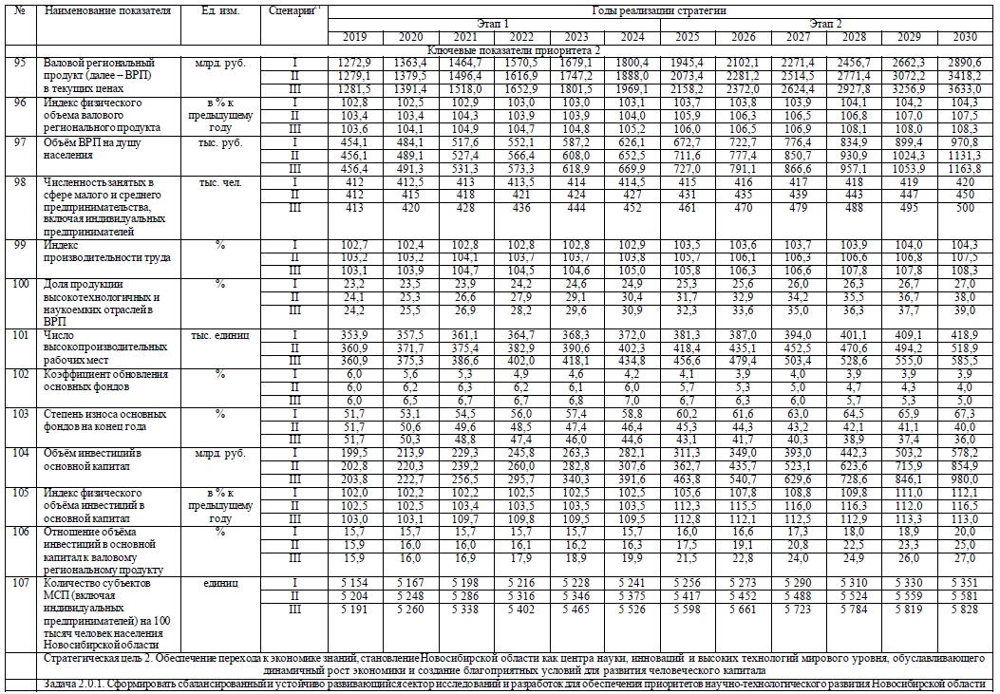 № Наименование показателя Ед. изм. Сценарий Годы реализации стратегии
Этап 1 Этап 2
2019 2020 2021 2022 2023 2024 2025 2026 2027 2028 2029 2030
Ключевые показатели приоритета 2
95 Валовой региональный млрд. руб. I 1272,9 1363,4 1464,7 1570,5 1679,1 1800,4 1945,4 2102,1 2271,4 2456,7 2662,3 2890,6
продукт (далее – ВРП) II 1279,1 1379,5 1496,4 1616,9 1747,2 1888,0 2073,4 2281,2 2514,5 2771,4 3072,2 3418,2
в текущих ценах III 1281,5 1391,4 1518,0 1652,9 1801,5 1969,1 2158,2 2372,0 2624,4 2927,8 3256,9 3633,0
96 Индекс физического в % к I 102,8 102,5 102,9 103,0 103,0 103,1 103,7 103,8 103,9 104,1 104,2 104,3
объема валового предыдущему II 103,4 103,4 104,3 103,9 103,9 104,0 105,9 106,3 106,5 106,8 107,0 107,5
регионального продукта году III 103,6 104,1 104,9 104,7 104,8 105,2 106,0 106,5 106,9 108,1 108,0 108,3
97 Объём ВРП на душу тыс. руб. I 454,1 484,1 517,6 552,1 587,2 626,1 672,7 722,7 776,4 834,9 899,4 970,8
населения II 456,1 489,1 527,4 566,4 608,0 652,5 711,6 777,4 850,7 930,9 1024,3 1131,3
III 456,4 491,3 531,3 573,3 618,9 669,9 727,0 791,1 866,6 957,1 1053,9 1163,8
98 Численность занятых в тыс. чел. I 412 412,5 413 413,5 414 414,5 415 416 417 418 419 420
сфере малого и среднего II 412 415 418 421 424 427 431 435 439 443 447 450
предпринимательства, III 413 420 428 436 444 452 461 470 479 488 495 500
включая индивидуальных
предпринимателей
99 Индекс % I 102,7 102,4 102,8 102,8 102,8 102,9 103,5 103,6 103,7 103,9 104,0 104,3
производительности труда II 103,2 103,2 104,1 103,7 103,7 103,8 105,7 106,1 106,3 106,6 106,8 107,5
III 103,1 103,9 104,7 104,5 104,6 105,0 105,8 106,3 106,6 107,8 107,8 108,3
100 Доля продукции % I 23,2 23,5 23,9 24,2 24,6 24,9 25,3 25,6 26,0 26,3 26,7 27,0
высокотехнологичных и II 24,1 25,3 26,6 27,9 29,1 30,4 31,7 32,9 34,2 35,5 36,7 38,0
наукоемких отраслей в III 24,2 25,5 26,9 28,2 29,6 30,9 32,3 33,6 35,0 36,3 37,7 39,0
ВРП
101 Число тыс. единиц I 353,9 357,5 361,1 364,7 368,3 372,0 381,3 387,0 394,0 401,1 409,1 418,9
высокопроизводительных II 360,9 371,7 375,4 382,9 390,6 402,3 418,4 435,1 452,5 470,6 494,2 518,9
рабочих мест III 360,9 375,3 386,6 402,0 418,1 434,8 456,6 479,4 503,4 528,6 555,0 585,5
102 Коэффициент обновления % I 6,0 5,6 5,3 4,9 4,6 4,2 4,1 3,9 4,0 3,9 3,9 3,9
основных фондов II 6,0 6,2 6,3 6,2 6,1 6,0 5,7 5,3 5,0 4,7 4,3 4,0
III 6,0 6,5 6,7 6,7 6,8 7,0 6,7 6,3 6,0 5,7 5,3 5,0
103 Степень износа основных % I 51,7 53,1 54,5 56,0 57,4 58,8 60,2 61,6 63,0 64,5 65,9 67,3
фондов на конец года II 51,7 50,6 49,6 48,5 47,4 46,4 45,3 44,3 43,2 42,1 41,1 40,0
III 51,7 50,3 48,8 47,4 46,0 44,6 43,1 41,7 40,3 38,9 37,4 36,0
104 Объём инвестиций в млрд. руб. I 199,5 213,9 229,3 245,8 263,3 282,1 311,3 349,0 393,0 442,3 503,2 578,2
основной капитал II 202,8 220,3 239,2 260,0 282,8 307,6 362,7 435,7 523,1 623,6 715,9 854,9
III 203,8 222,7 256,5 295,7 340,3 391,6 463,8 540,7 629,6 728,6 846,1 980,0
105 Индекс физического в % к I 102,0 102,2 102,2 102,5 102,5 102,5 105,6 107,8 108,8 109,8 111,0 112,1
объёма инвестиций в предыдущему II 102,5 102,5 103,4 103,5 103,5 103,5 112,3 115,5 116,0 116,3 112,0 116,5
основной капитал году III 103,0 103,1 109,7 109,8 109,5 109,5 112,8 112,1 112,5 112,9 113,3 113,0
106 Отношение объёма % I 15,7 15,7 15,7 15,7 15,7 15,7 16,0 16,6 17,3 18,0 18,9 20,0
инвестиций в основной II 15,9 16,0 16,0 16,1 16,2 16,3 17,5 19,1 20,8 22,5 23,3 25,0
капитал к валовому III 15,9 16,0 16,9 17,9 18,9 19,9 21,5 22,8 24,0 24,9 26,0 27,0
региональному продукту
107 Количество субъектов единиц I 5 154 5 167 5 198 5 216 5 228 5 241 5 256 5 273 5 290 5 310 5 330 5 351
МСП (включая II 5 204 5 248 5 286 5 316 5 346 5 375 5 417 5 452 5 488 5 524 5 559 5 581
индивидуальных III 5 191 5 260 5 338 5 402 5 465 5 526 5 598 5 661 5 723 5 784 5 819 5 828
предпринимателей) на 100
тысяч человек населения
Новосибирской области
Стратегическая цель 2. Обеспечение перехода к экономике знаний, становление Новосибирской области как центра науки, инноваций и высоких технологий мирового уровня, обуславливающего
динамичный рост экономики и создание благоприятных условий для развития человеческого капитала
Задача 2.0.1. Сформировать сбалансированный и устойчиво развивающийся сектор исследований и разработок для обеспечения приоритетов научно-технологического развития Новосибирской области